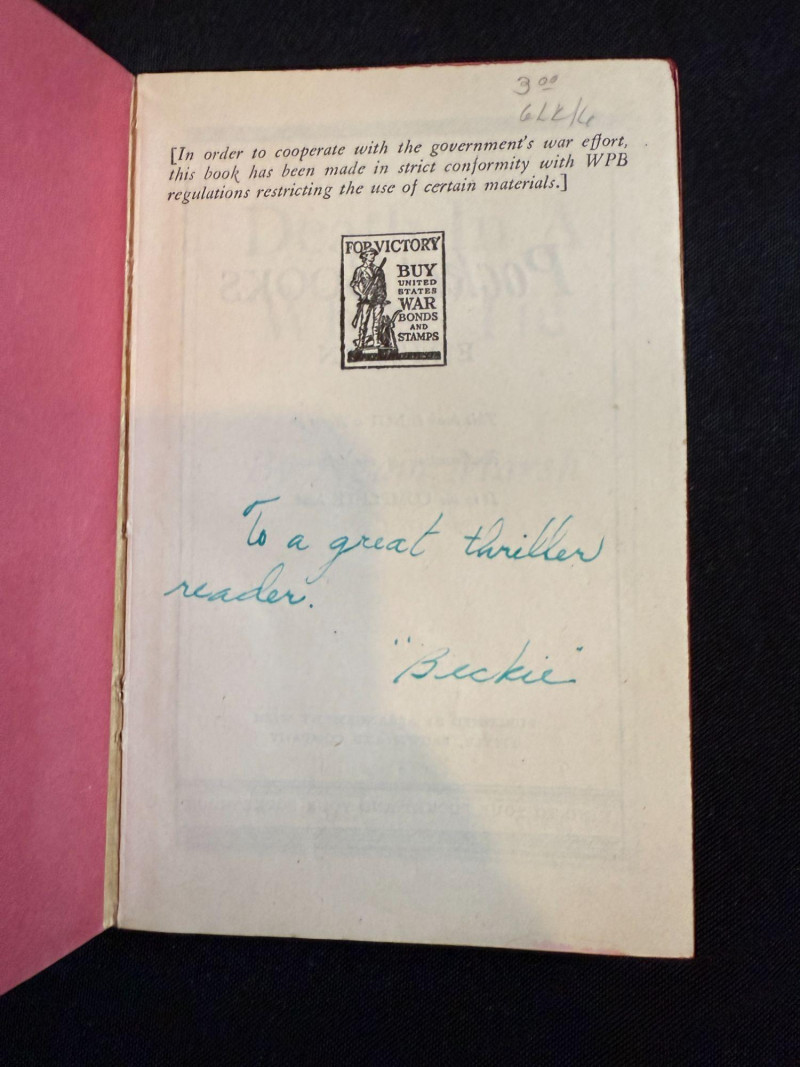 3 00
[In order to cooperate with the government's war effort,
this book has been made in strict conformity with WPB
regulations restricting the use of certain materials.]
FOR VICTORY
BUY
UNITED
STATES
WAR
BONDS
AND
STAMPS
To a great thriller
reader.
"Beckie"